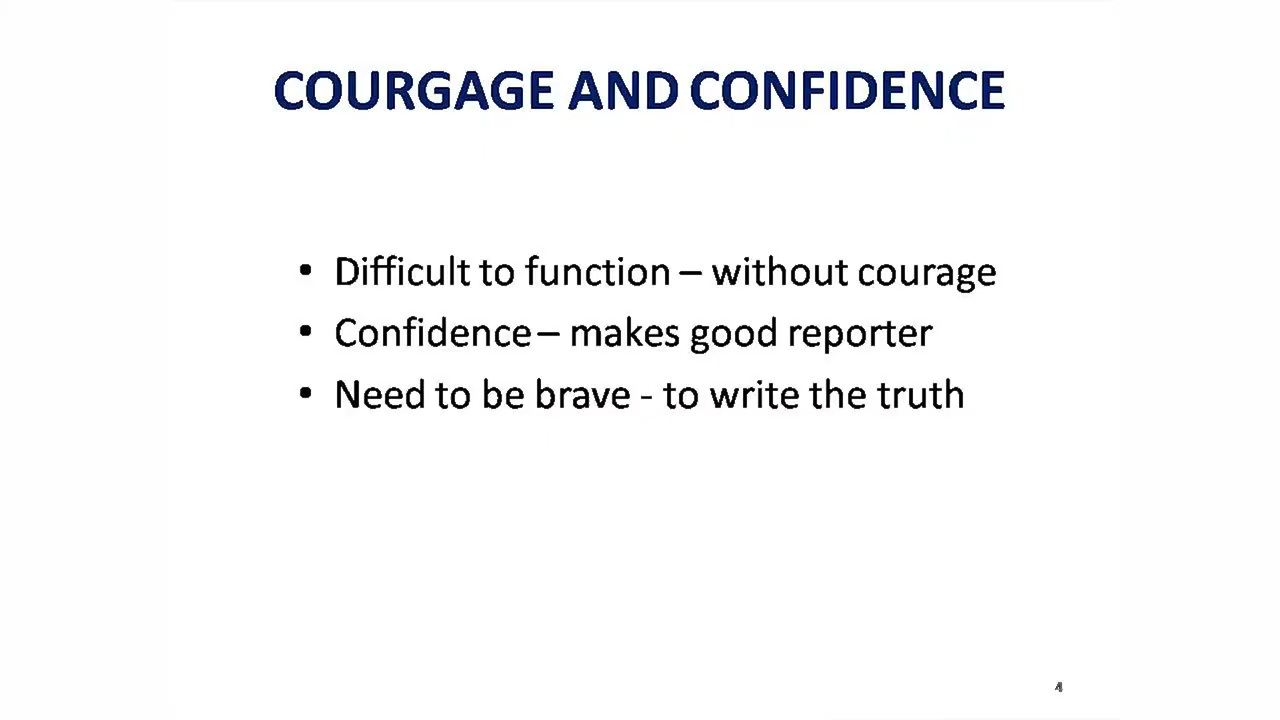 COURGAGE AND CONFIDENCE
• Difficult to function – without courage
• Confidence – makes good reporter
• Need to be brave - to write the truth
4